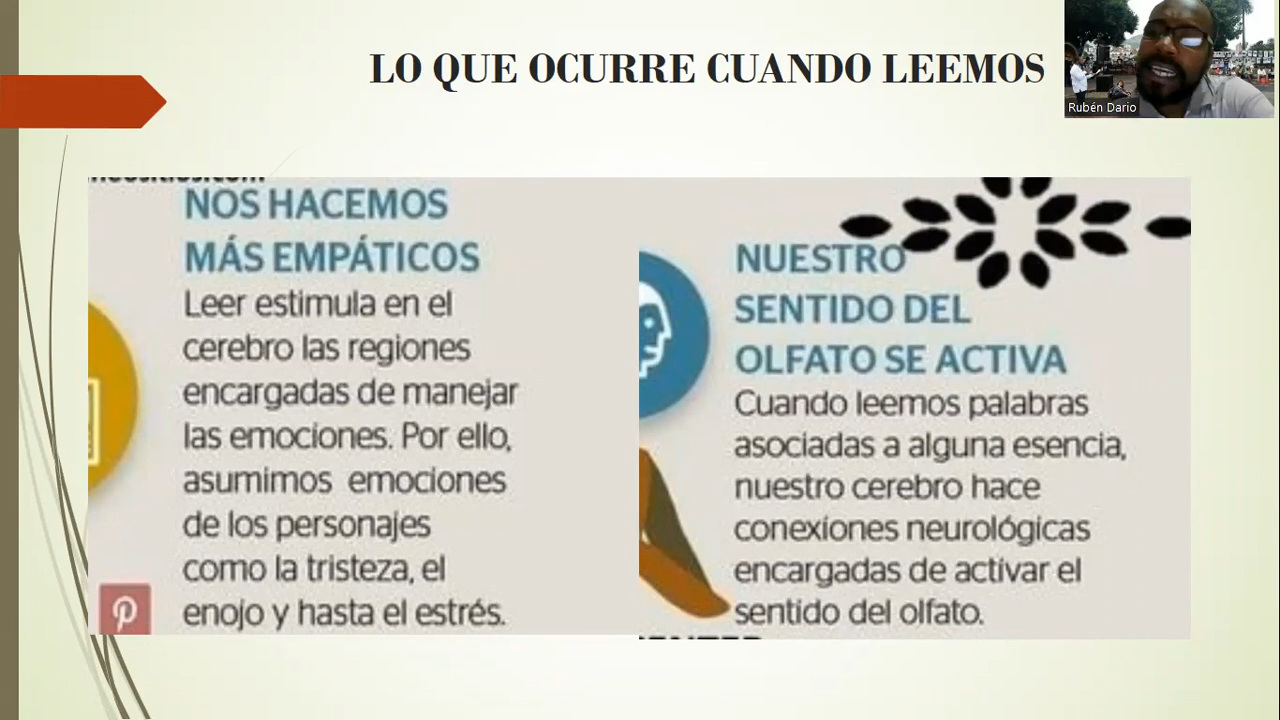 LO QUE OCURRE CUANDO LEEMOS
Rubén Dario
NOS HACEMOS
MÁS EMPÁTICOS
Leer estimula en el
cerebro las regiones
encargadas de manejar
las emociones. Por ello,
asumimos emociones
de los personajes
como la tristeza, el
enojo y hasta el estrés.
NUESTRO
SENTIDO DEL
OLFATO SE ACTIVA
Cuando leemos palabras
asociadas a alguna esencia,
nuestro cerebro hace
conexiones neurológicas
encargadas de activar el
sentido del olfato.